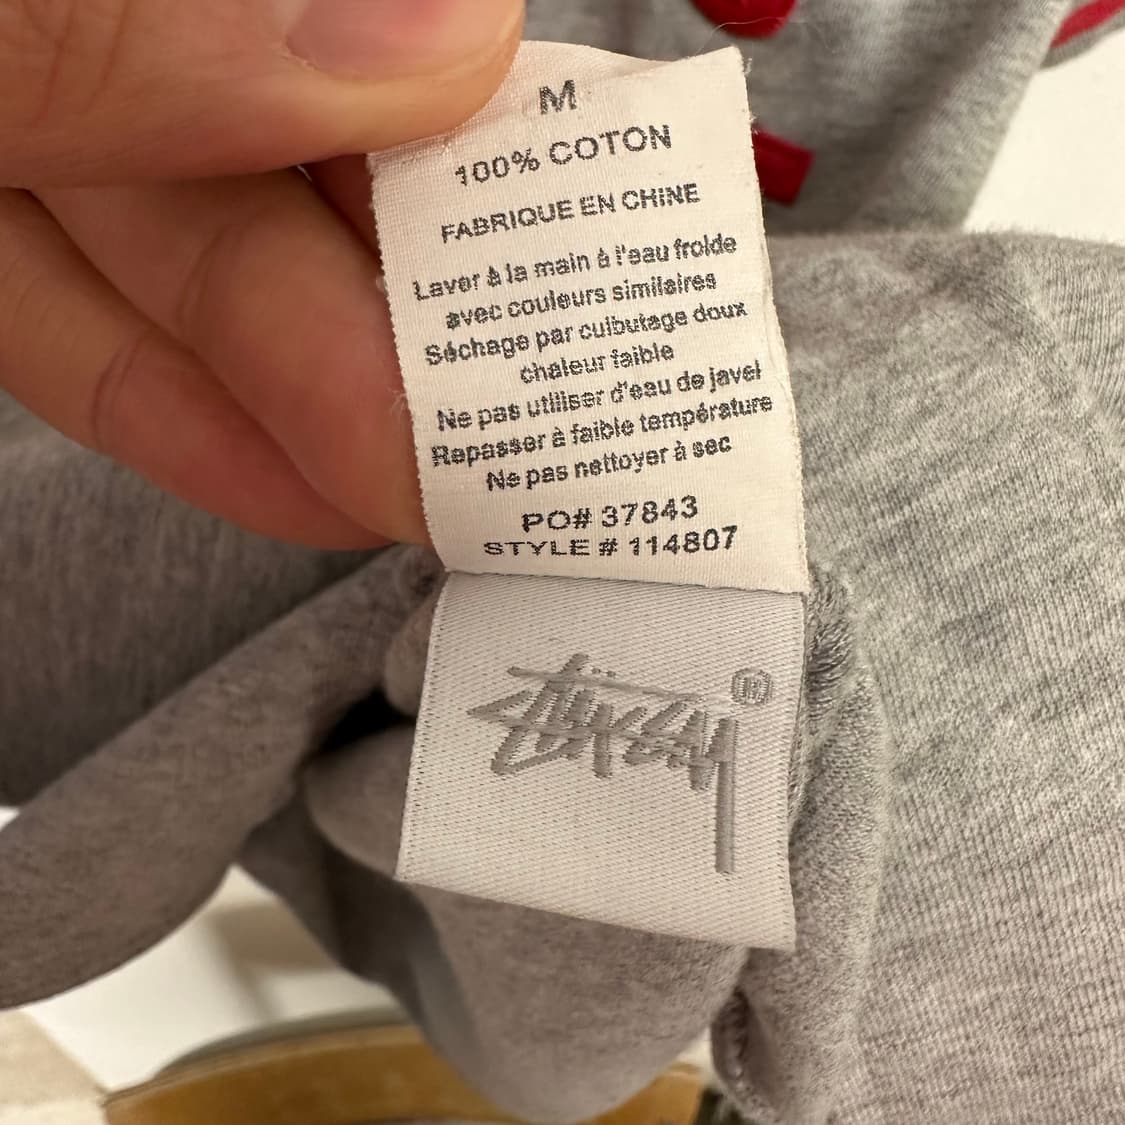 M
100% COTON
FABRIQUE EN CHINE
Laver à la main à l'eau froide
avec couleurs similaires
Séchage par culbutage doux
chaleur faible
Ne pas utiliser d'eau de javel
Repasser à faible température
Ne pas nettoyer à sec
PO# 37843
STYLE # 114807
Stüssy ®